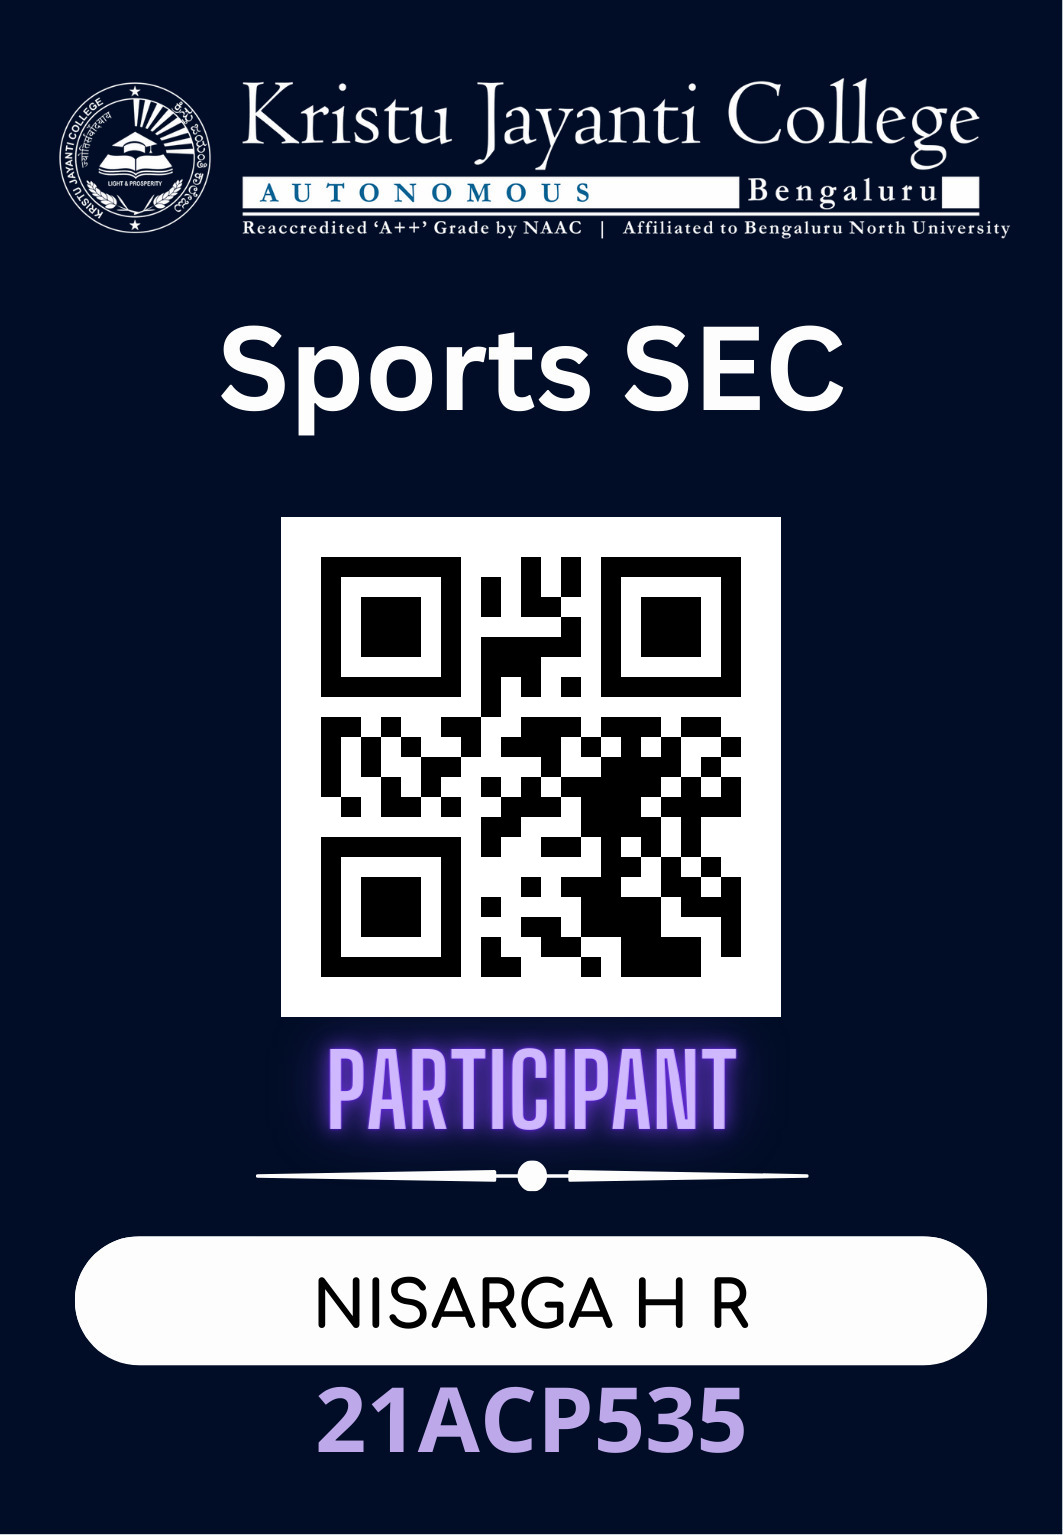 Kristu Jayanti College
AUTONOMOUS Bengaluru
Reaccredited ‘A++’ Grade by NAAC | Affiliated to Bengaluru North University
KRISTU JAYANTI COLLEGE
ಕ್ರಿಸ್ತು ಜಯಂತಿ ಕಾಲೇಜು
LIGHT & PROSPERITY
Sports SEC
PARTICIPANT
NISARGA H R
21ACP535